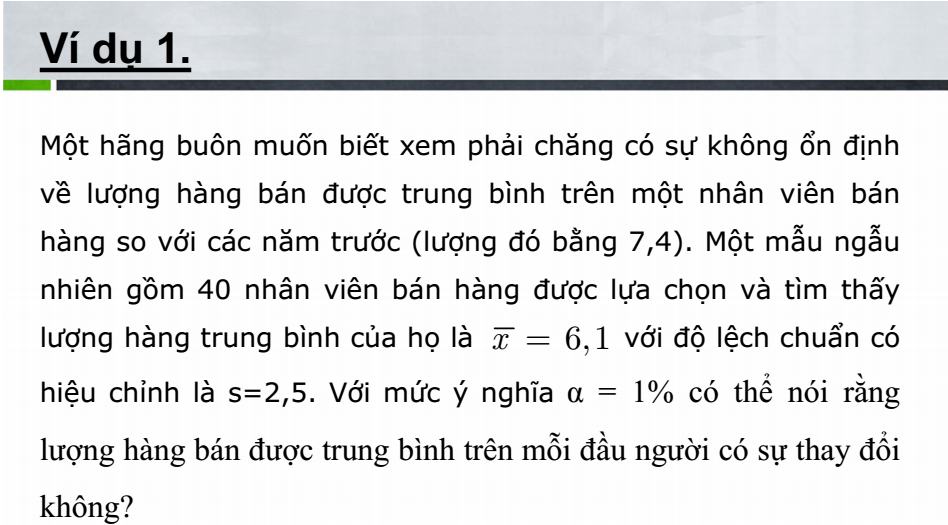 Ví dụ 1.
Một hãng buôn muốn biết xem phải chăng có sự không ổn định
về lượng hàng bán được trung bình trên một nhân viên bán
hàng so với các năm trước (lượng đó bằng 7,4). Một mẫu ngẫu
nhiên gồm 40 nhân viên bán hàng được lựa chọn và tìm thấy
lượng hàng trung bình của họ là x̅ = 6,1 với độ lệch chuẩn có
hiệu chỉnh là s=2,5. Với mức ý nghĩa α = 1% có thể nói rằng
lượng hàng bán được trung bình trên mỗi đầu người có sự thay đổi
không?